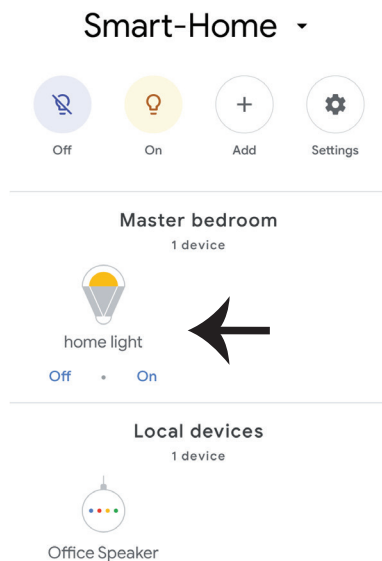 Smart-Home
Off On Add Settings
Master bedroom
1 device
home light
Off • On
Local devices
1 device
Office Speaker